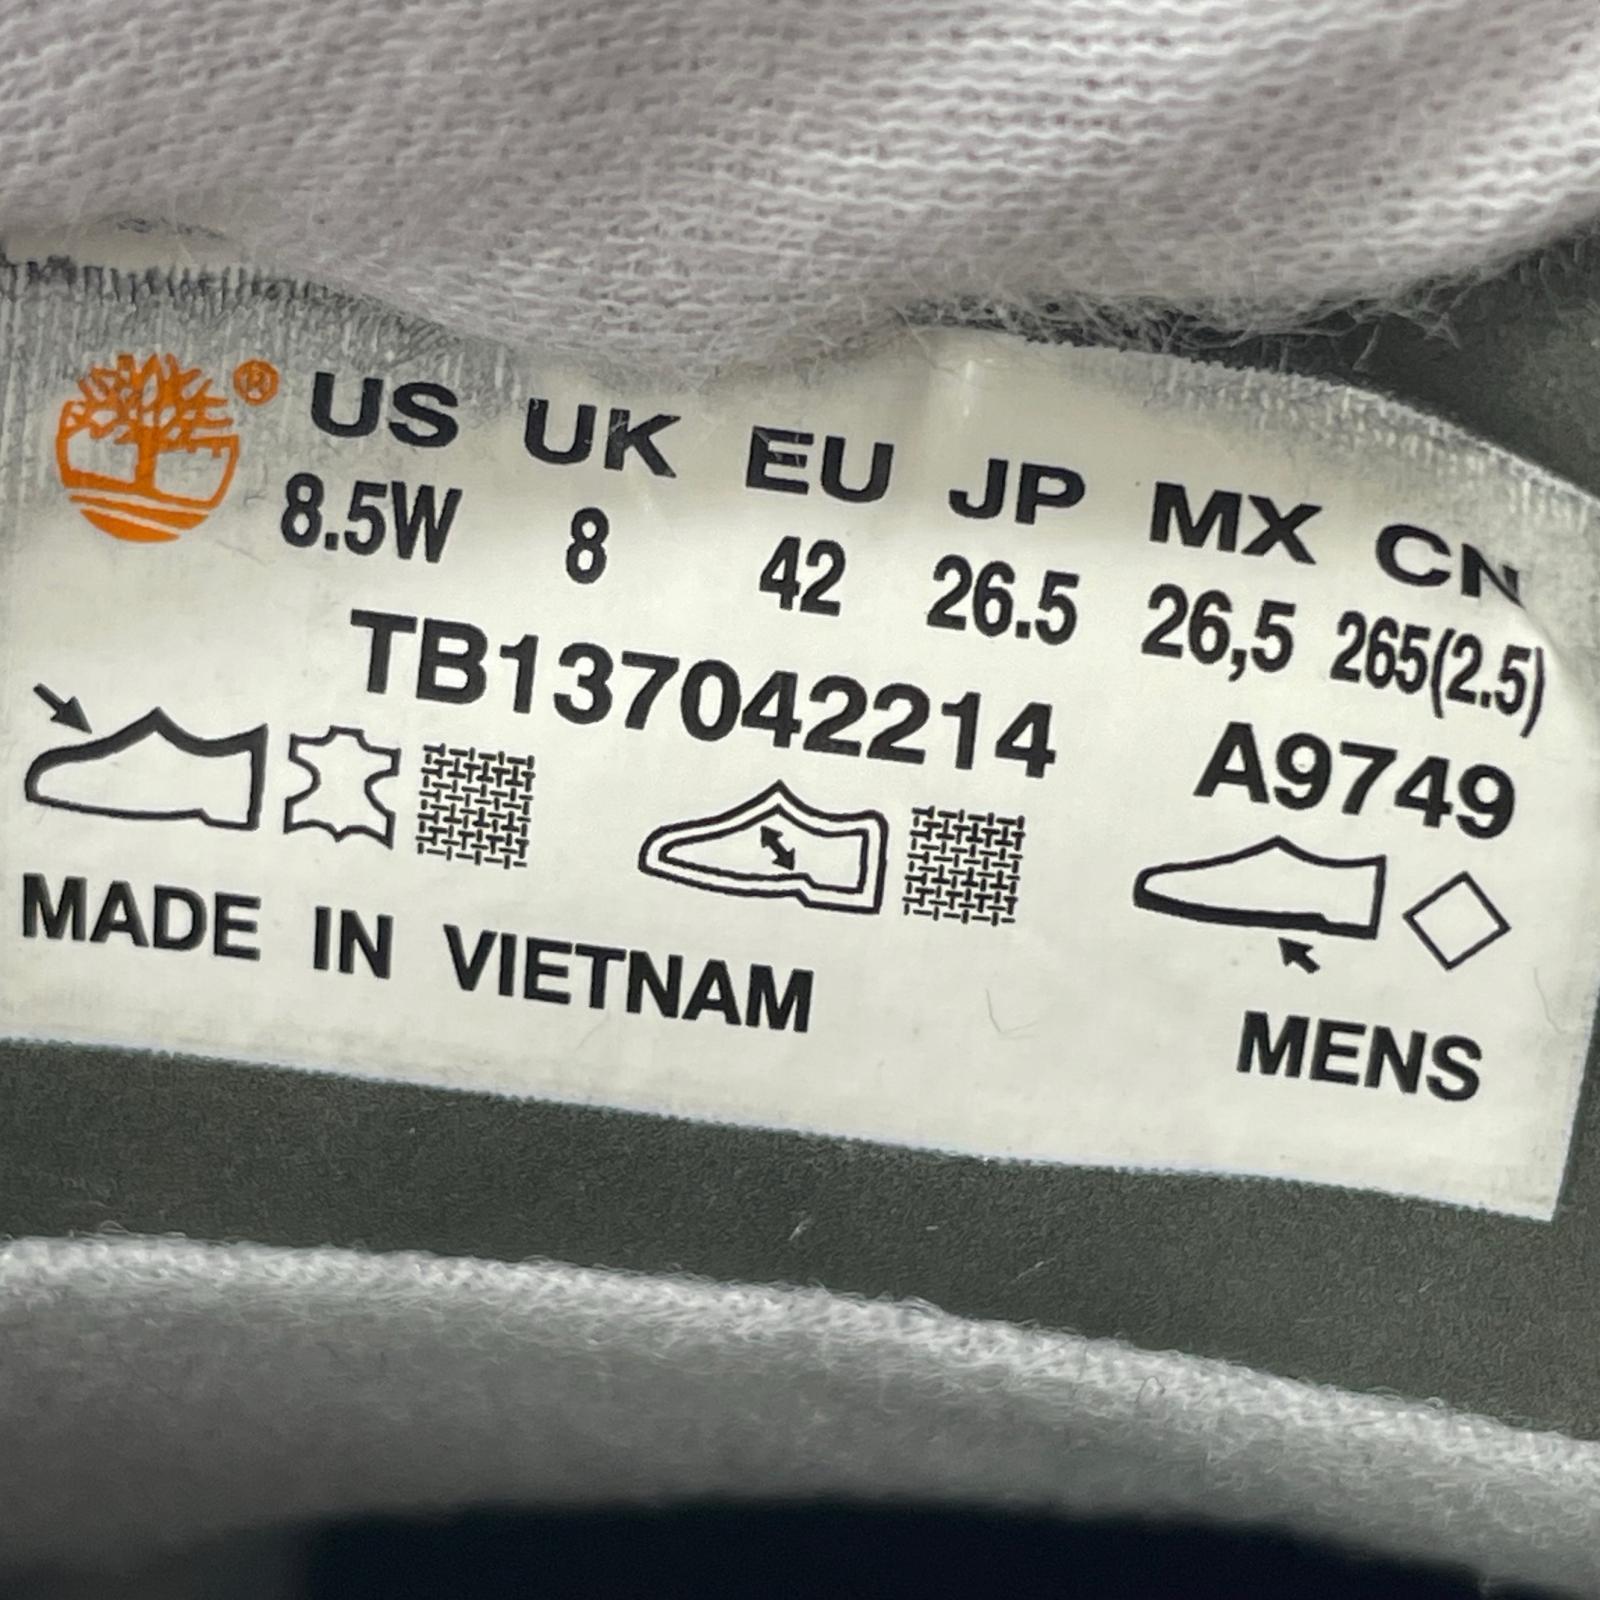 ® US UK EU JP MX CN
8.5W 8 42 26.5 26,5 265(2.5)
TB137042214 A9749
MADE IN VIETNAM
MENS